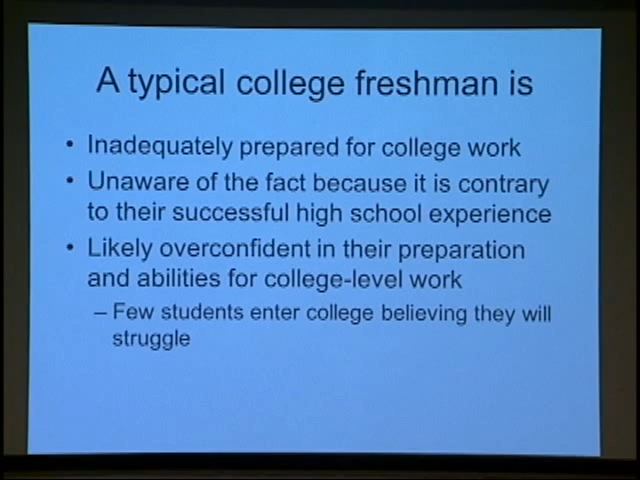 A typical college freshman is
• Inadequately prepared for college work
• Unaware of the fact because it is contrary
to their successful high school experience
• Likely overconfident in their preparation
and abilities for college-level work
– Few students enter college believing they will
struggle